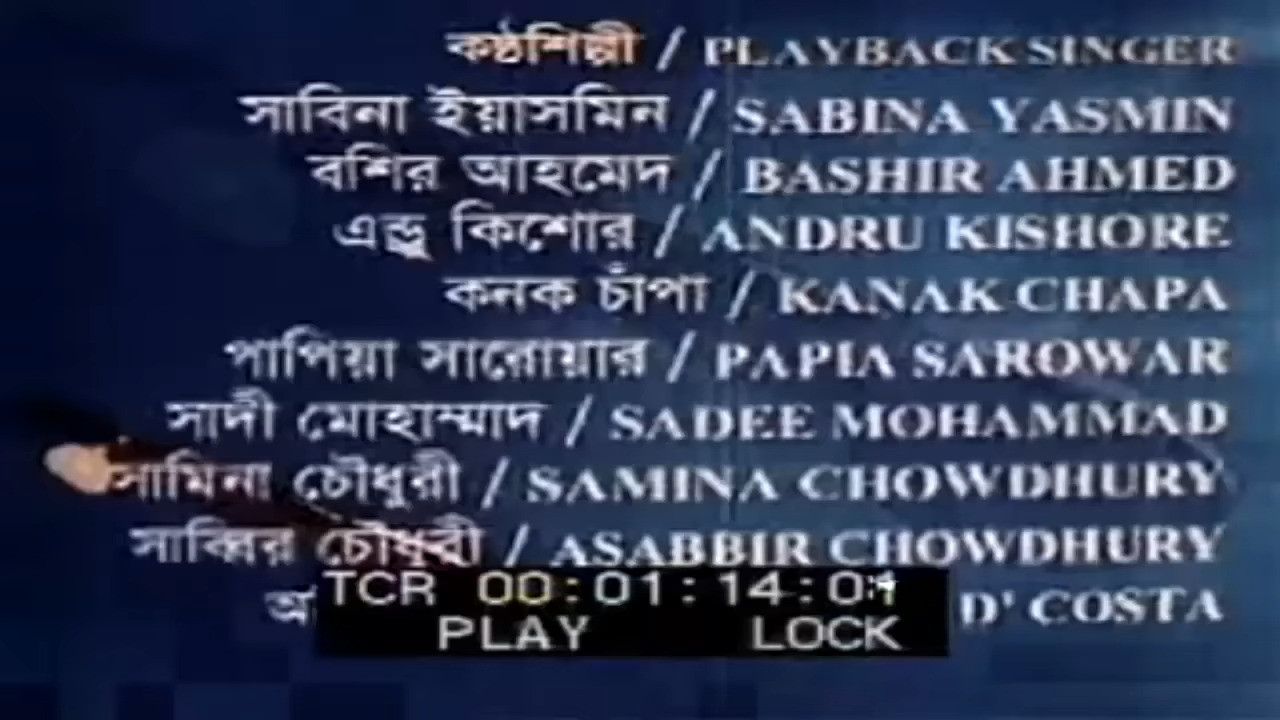 কণ্ঠশিল্পী / PLAYBACK SINGER
সাবিনা ইয়াসমিন / SABINA YASMIN
বশির আহমেদ / BASHIR AHMED
এন্ড্রু কিশোর / ANDRU KISHORE
কনক চাঁপা / KANAK CHAPA
পাপিয়া সারোয়ার / PAPIA SAROWAR
সাদী মোহাম্মাদ / SADEE MOHAMMAD
সামিনা চৌধুরী / SAMINA CHOWDHURY
সাব্বির চৌধুরী / ASABBIR CHOWDHURY
D' COSTA
TCR 00:01:14:01
PLAY LOCK